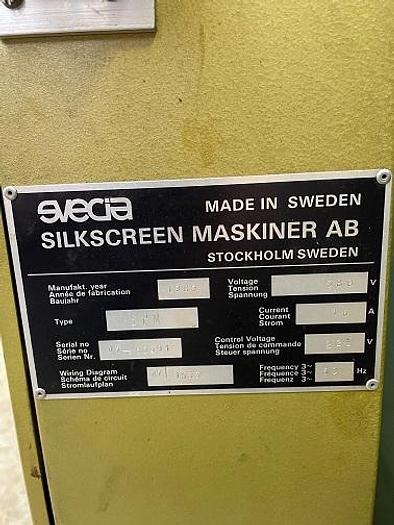 svecia
MADE IN SWEDEN
SILKSCREEN MASKINER AB
STOCKHOLM SWEDEN
Manufakt. year
Année de fabrication
Baujahr
Type
SRM
Serial no
Série no
Serien Nr.
Wiring Diagram
Schéma de circuit
Stromlaufplan
Voltage
Tension
Spannung
380 V
Current
Courant
Strom
A
Control Voltage
Tension de commande
Steuer spannung
V
Frequency 3~
Fréquence 3~
Frequenz 3~
Hz